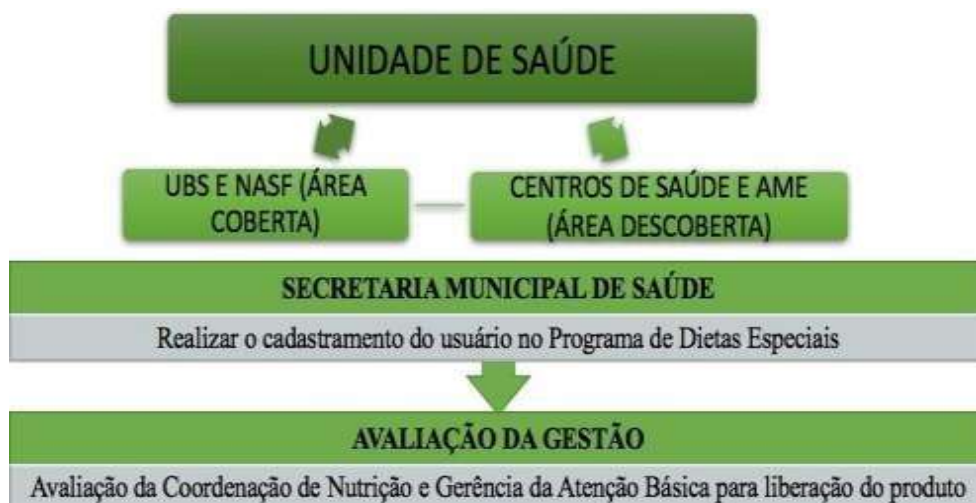 UNIDADE DE SAÚDE
UBS E NASF (ÁREA
COBERTA)
CENTROS DE SAÚDE E AME
(ÁREA DESCOBERTA)
SECRETARIA MUNICIPAL DE SAÚDE
Realizar o cadastramento do usuário no Programa de Dietas Especiais
AVALIAÇÃO DA GESTÃO
Avaliação da Coordenação de Nutrição e Gerência da Atenção Básica para liberação do produto